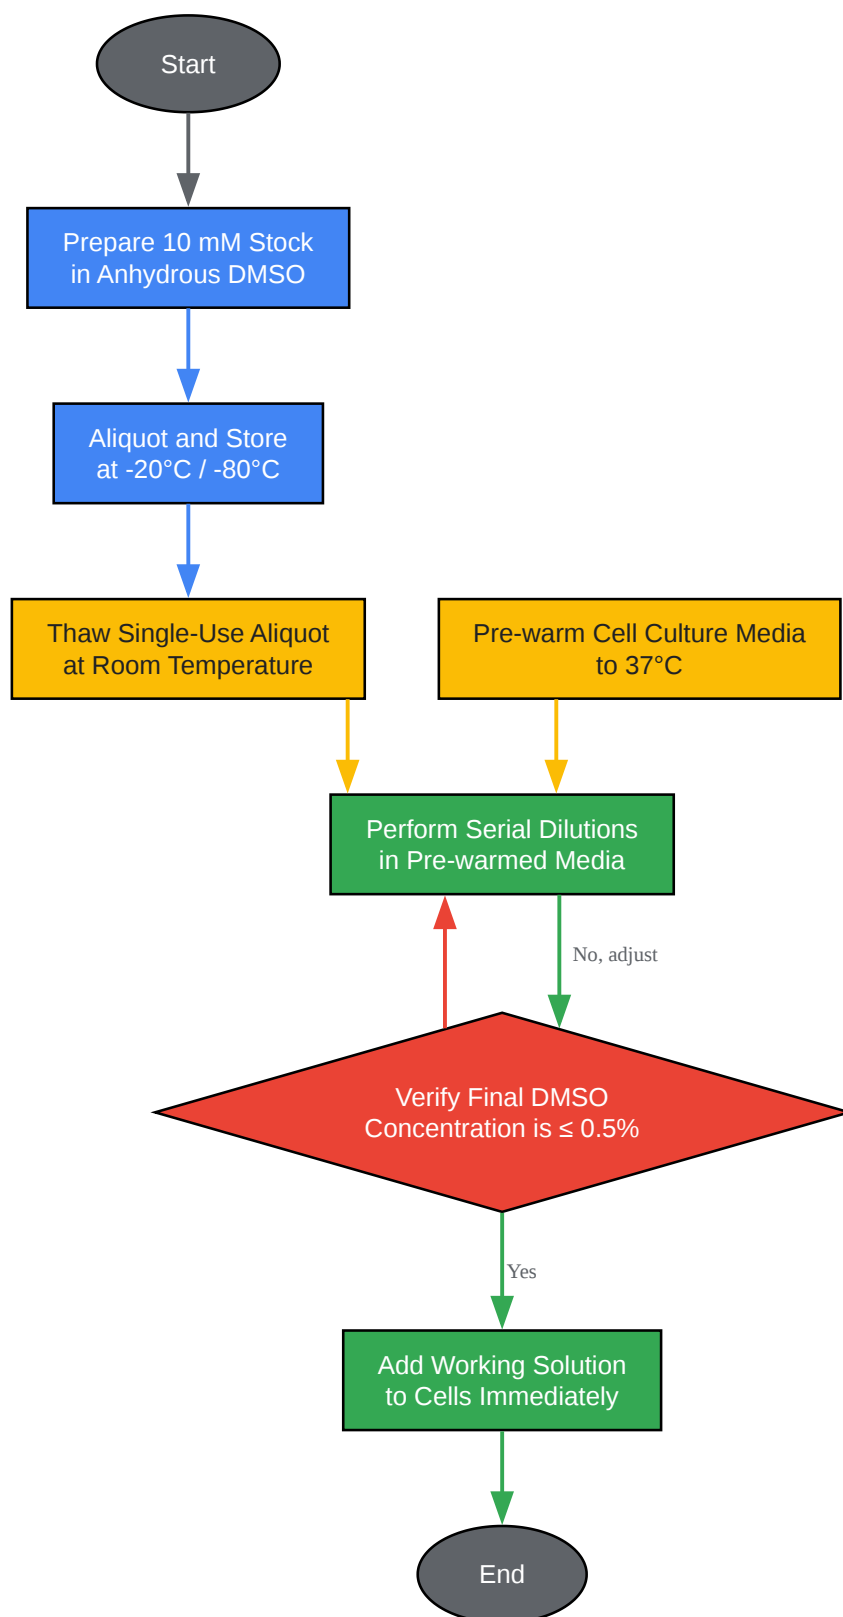 Start
Prepare 10 mM Stock
in Anhydrous DMSO
Aliquot and Store
at -20°C / -80°C
Thaw Single-Use Aliquot
at Room Temperature
Pre-warm Cell Culture Media
to 37°C
Perform Serial Dilutions
in Pre-warmed Media
No, adjust
Verify Final DMSO
Concentration is ≤ 0.5%
Yes
Add Working Solution
to Cells Immediately
End